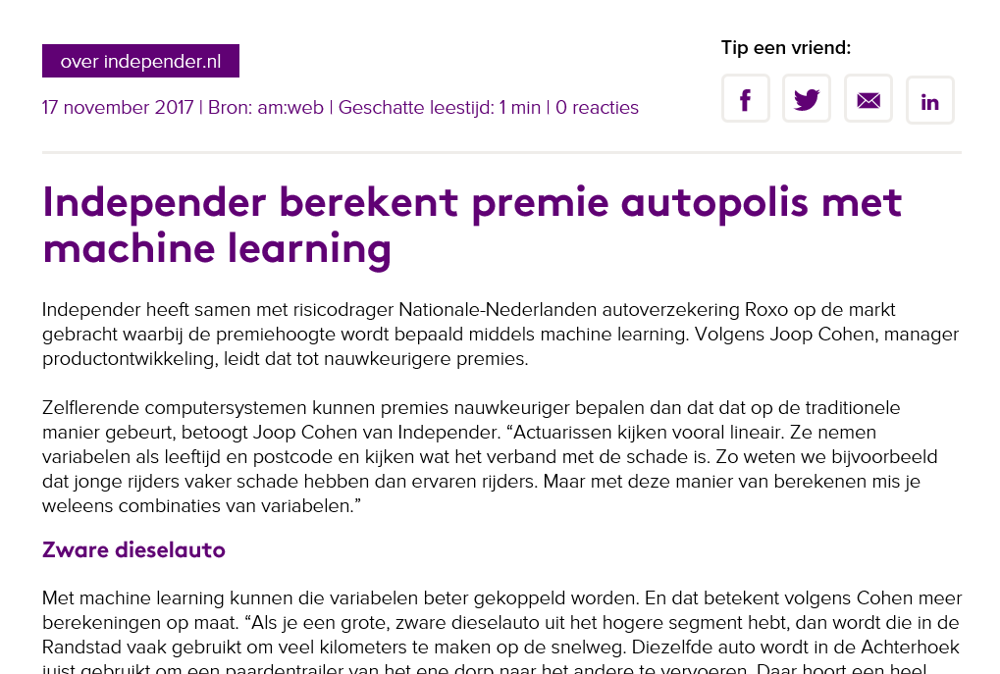 over independer.nl
Tip een vriend:
17 november 2017 | Bron: am:web | Geschatte leestijd: 1 min | 0 reacties
Independer berekent premie autopolis met
machine learning
Independer heeft samen met risicodrager Nationale-Nederlanden autoverzekering Roxo op de markt
gebracht waarbij de premiehoogte wordt bepaald middels machine learning. Volgens Joop Cohen, manager
productontwikkeling, leidt dat tot nauwkeurigere premies.
Zelflerende computersystemen kunnen premies nauwkeuriger bepalen dan dat dat op de traditionele
manier gebeurt, betoogt Joop Cohen van Independer. “Actuarissen kijken vooral lineair. Ze nemen
variabelen als leeftijd en postcode en kijken wat het verband met de schade is. Zo weten we bijvoorbeeld
dat jonge rijders vaker schade hebben dan ervaren rijders. Maar met deze manier van berekenen mis je
weleens combinaties van variabelen.”
Zware dieselauto
Met machine learning kunnen die variabelen beter gekoppeld worden. En dat betekent volgens Cohen meer
berekeningen op maat. “Als je een grote, zware dieselauto uit het hogere segment hebt, dan wordt die in de
Randstad vaak gebruikt om veel kilometers te maken op de snelweg. Diezelfde auto wordt in de Achterhoek
juist gebruikt om een paardentrailer van het ene dorp naar het andere te vervoeren. Daar hoort een heel